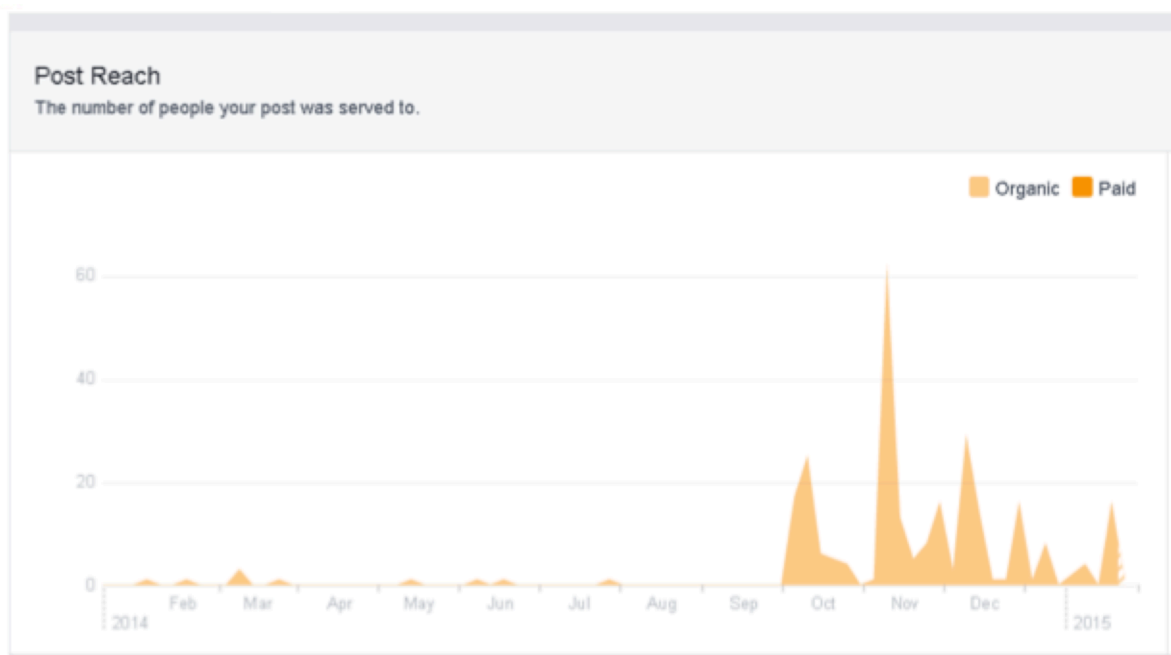 Post Reach
The number of people your post was served to.
Organic Paid
60
40
20
0
Feb Mar Apr May Jun Jul Aug Sep Oct Nov Dec
2014 2015